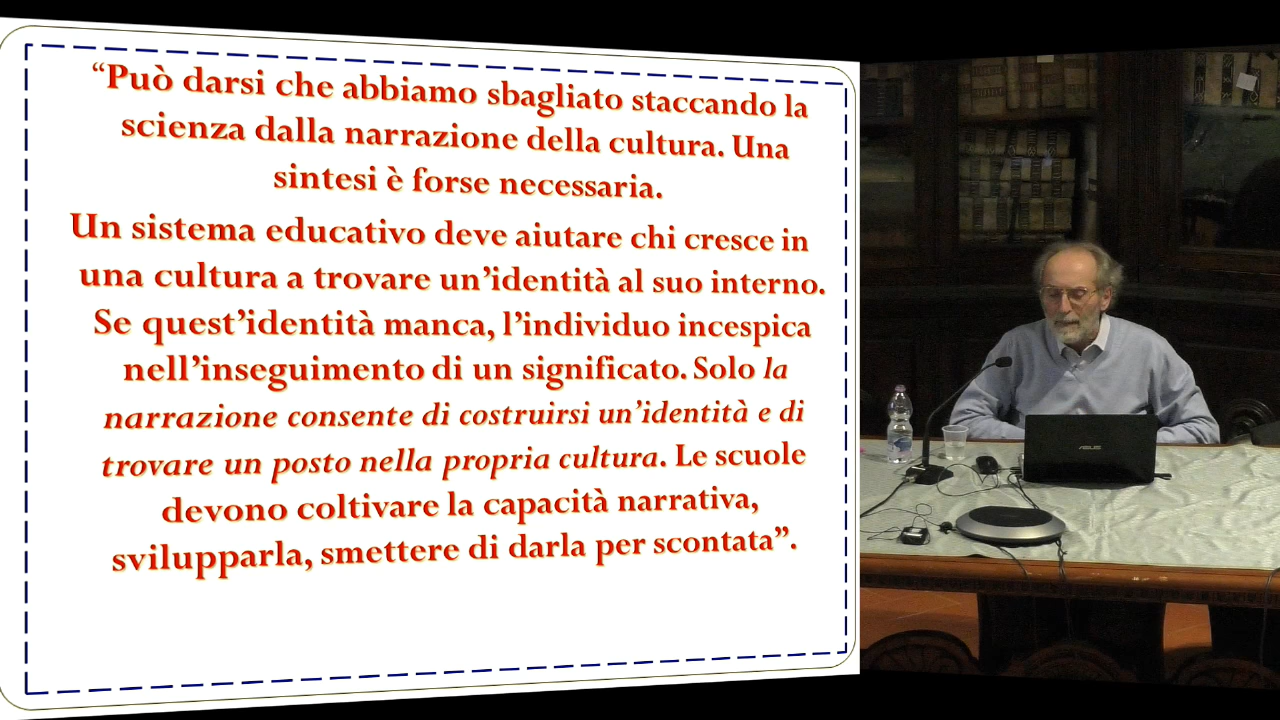 “Può darsi che abbiamo sbagliato staccando la
scienza dalla narrazione della cultura. Una
sintesi è forse necessaria.
Un sistema educativo deve aiutare chi cresce in
una cultura a trovare un’identità al suo interno.
Se quest’identità manca, l’individuo incespica
nell’inseguimento di un significato. Solo la
narrazione consente di costruirsi un’identità e di
trovare un posto nella propria cultura. Le scuole
devono coltivare la capacità narrativa,
svilupparla, smettere di darla per scontata”.
ASUS